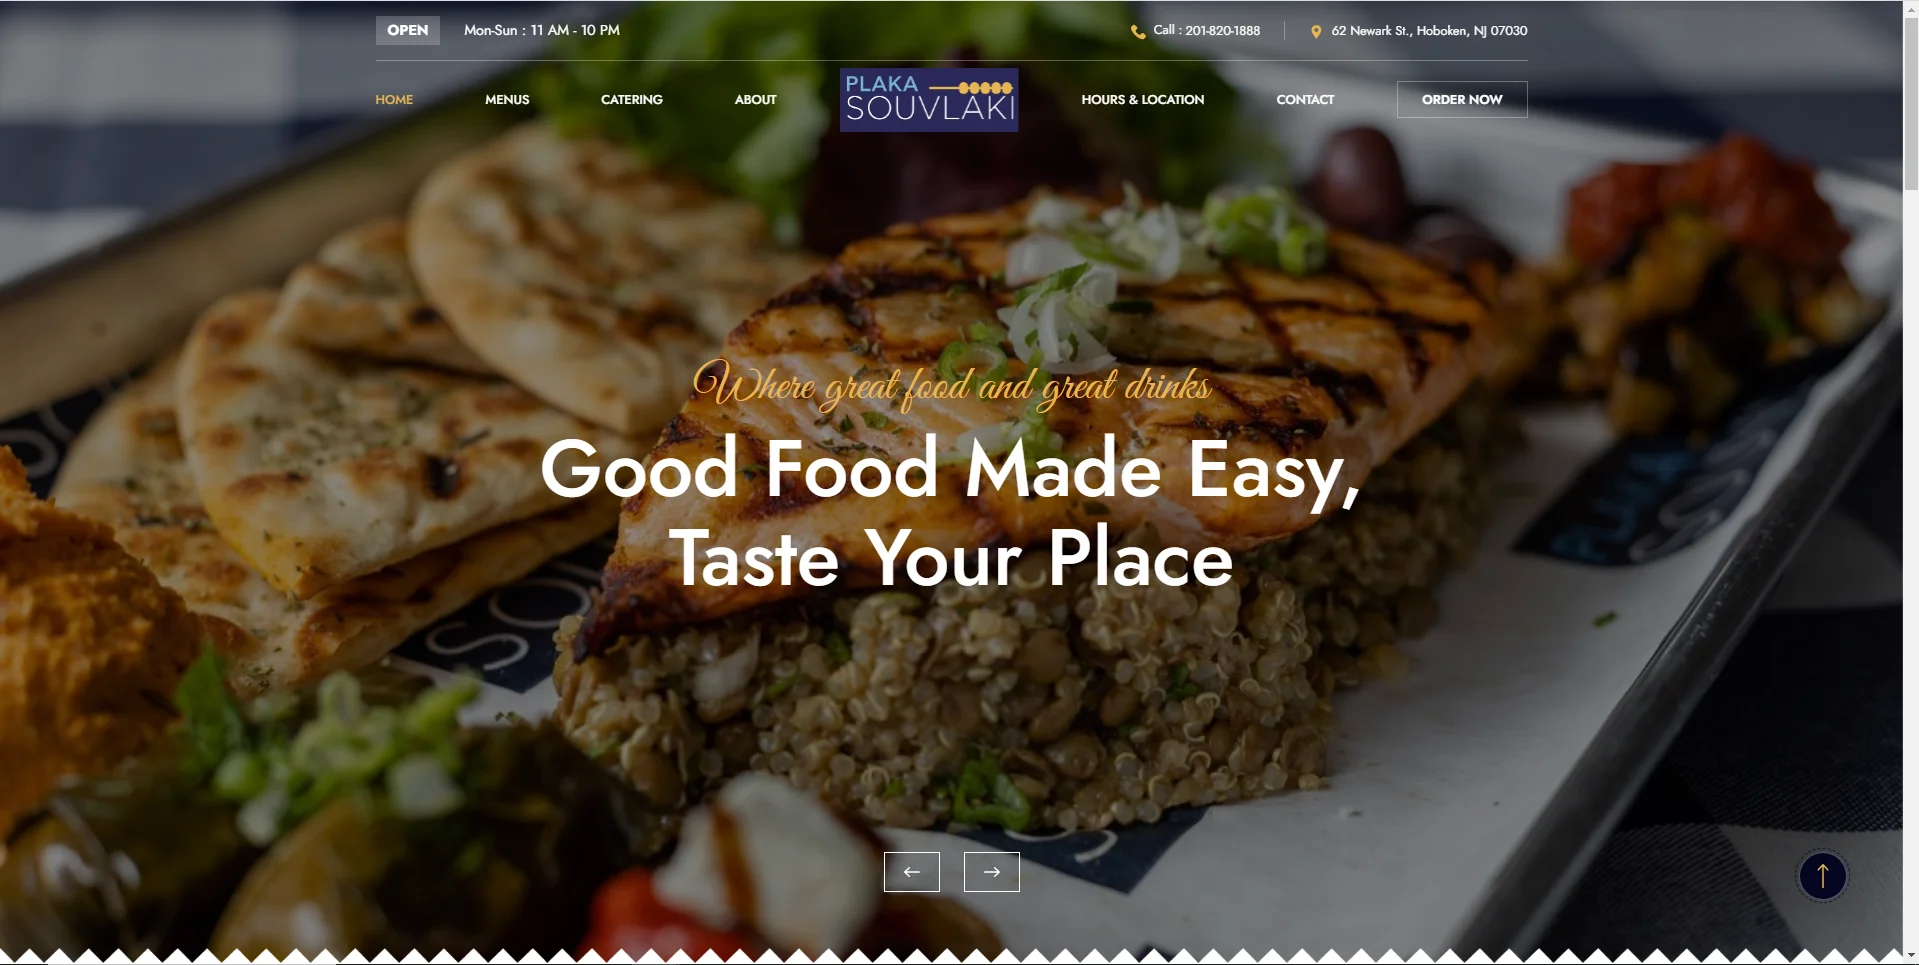 OPEN Mon-Sun : 11 AM - 10 PM Call : 201-820-1888 62 Newark St., Hoboken, NJ 07030
HOME MENUS CATERING ABOUT PLAKA SOUVLAKI HOURS & LOCATION CONTACT ORDER NOW
Where great food and great drinks
Good Food Made Easy,
Taste Your Place